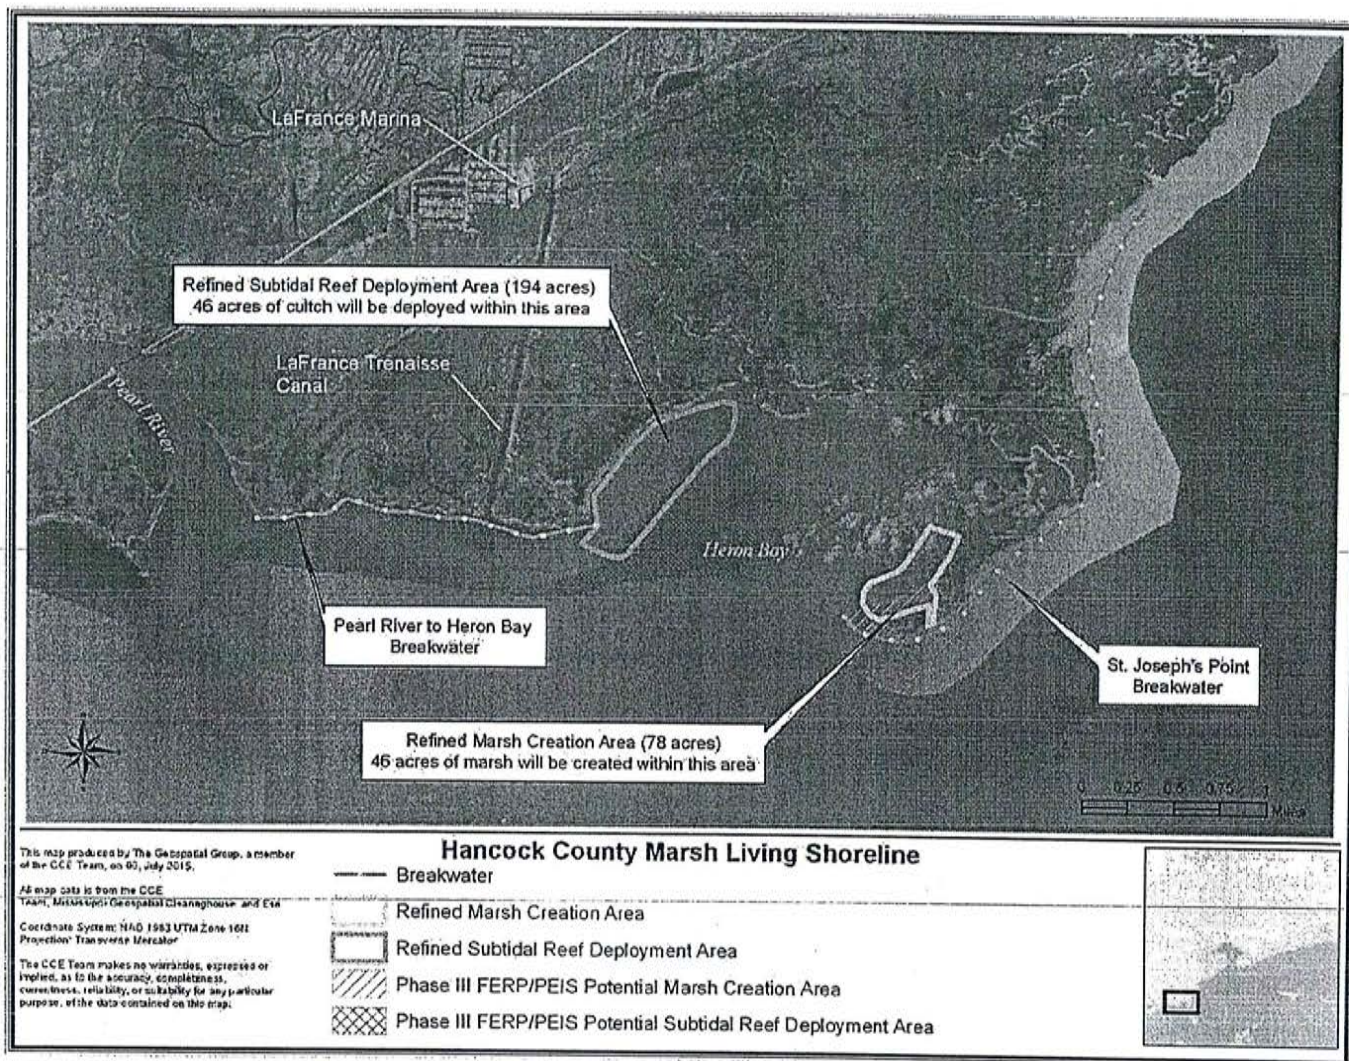 LaFrance Marina
Refined Subtidal Reef Deployment Area (194 acres)
46 acres of cultch will be deployed within this area
LaFrance Trenaisse
Canal
Pearl River
Heron Bay
Pearl River to Heron Bay
Breakwater
St. Joseph's Point
Breakwater
Refined Marsh Creation Area (78 acres)
46 acres of marsh will be created within this area
0 0.25 0.5 0.75 1
Miles
This map produced by The Geospatial Group, a member
of the CCE Team, on July 2015.
All map data is from the CCE
Team, Mississippi Geospatial Clearinghouse and Esri
Coordinate System: NAD 1983 UTM Zone 16N
Projection: Transverse Mercator
The CCE Team makes no warranties, expressed or
implied, as to the accuracy, completeness,
currentness, reliability, or suitability for any particular
purpose, of the data contained on this map.
Hancock County Marsh Living Shoreline
Breakwater
Refined Marsh Creation Area
Refined Subtidal Reef Deployment Area
Phase III FERP/PEIS Potential Marsh Creation Area
Phase III FERP/PEIS Potential Subtidal Reef Deployment Area